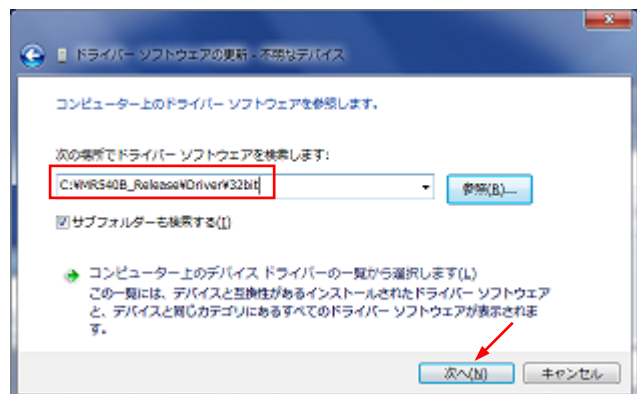 ドライバー ソフトウェアの更新 - 不明なデバイス
コンピューター上のドライバー ソフトウェアを参照します。
次の場所でドライバー ソフトウェアを検索します:
C:¥MR540B_Release¥Driver¥32bit
参照(R)...
サブフォルダーも検索する(I)
コンピューター上のデバイス ドライバーの一覧から選択します(L)
この一覧には、デバイスと互換性があるインストールされたドライバー ソフトウェア
と、デバイスと同じカテゴリにあるすべてのドライバー ソフトウェアが表示されま
す。
次へ(N)
キャンセル